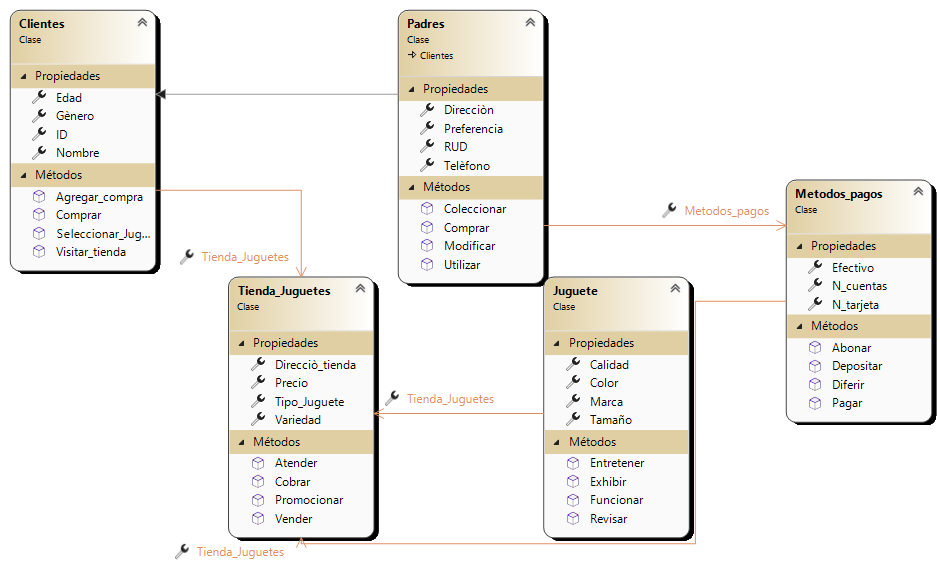 Clientes
Clase
Propiedades
Edad
Gènero
ID
Nombre
Métodos
Agregar_compra
Comprar
Seleccionar_Jug...
Visitar_tienda
Padres
Clase
Clientes
Propiedades
Direcciòn
Preferencia
RUD
Telèfono
Métodos
Coleccionar
Comprar
Modificar
Utilizar
Metodos_pagos
Metodos_pagos
Clase
Propiedades
Efectivo
N_cuentas
N_tarjeta
Métodos
Abonar
Depositar
Diferir
Pagar
Tienda_Juguetes
Tienda_Juguetes
Clase
Propiedades
Direcciò_tienda
Precio
Tipo_Juguete
Variedad
Métodos
Atender
Cobrar
Promocionar
Vender
Tienda_Juguetes
Juguete
Clase
Propiedades
Calidad
Color
Marca
Tamaño
Métodos
Entretener
Exhibir
Funcionar
Revisar
Tienda_Juguetes